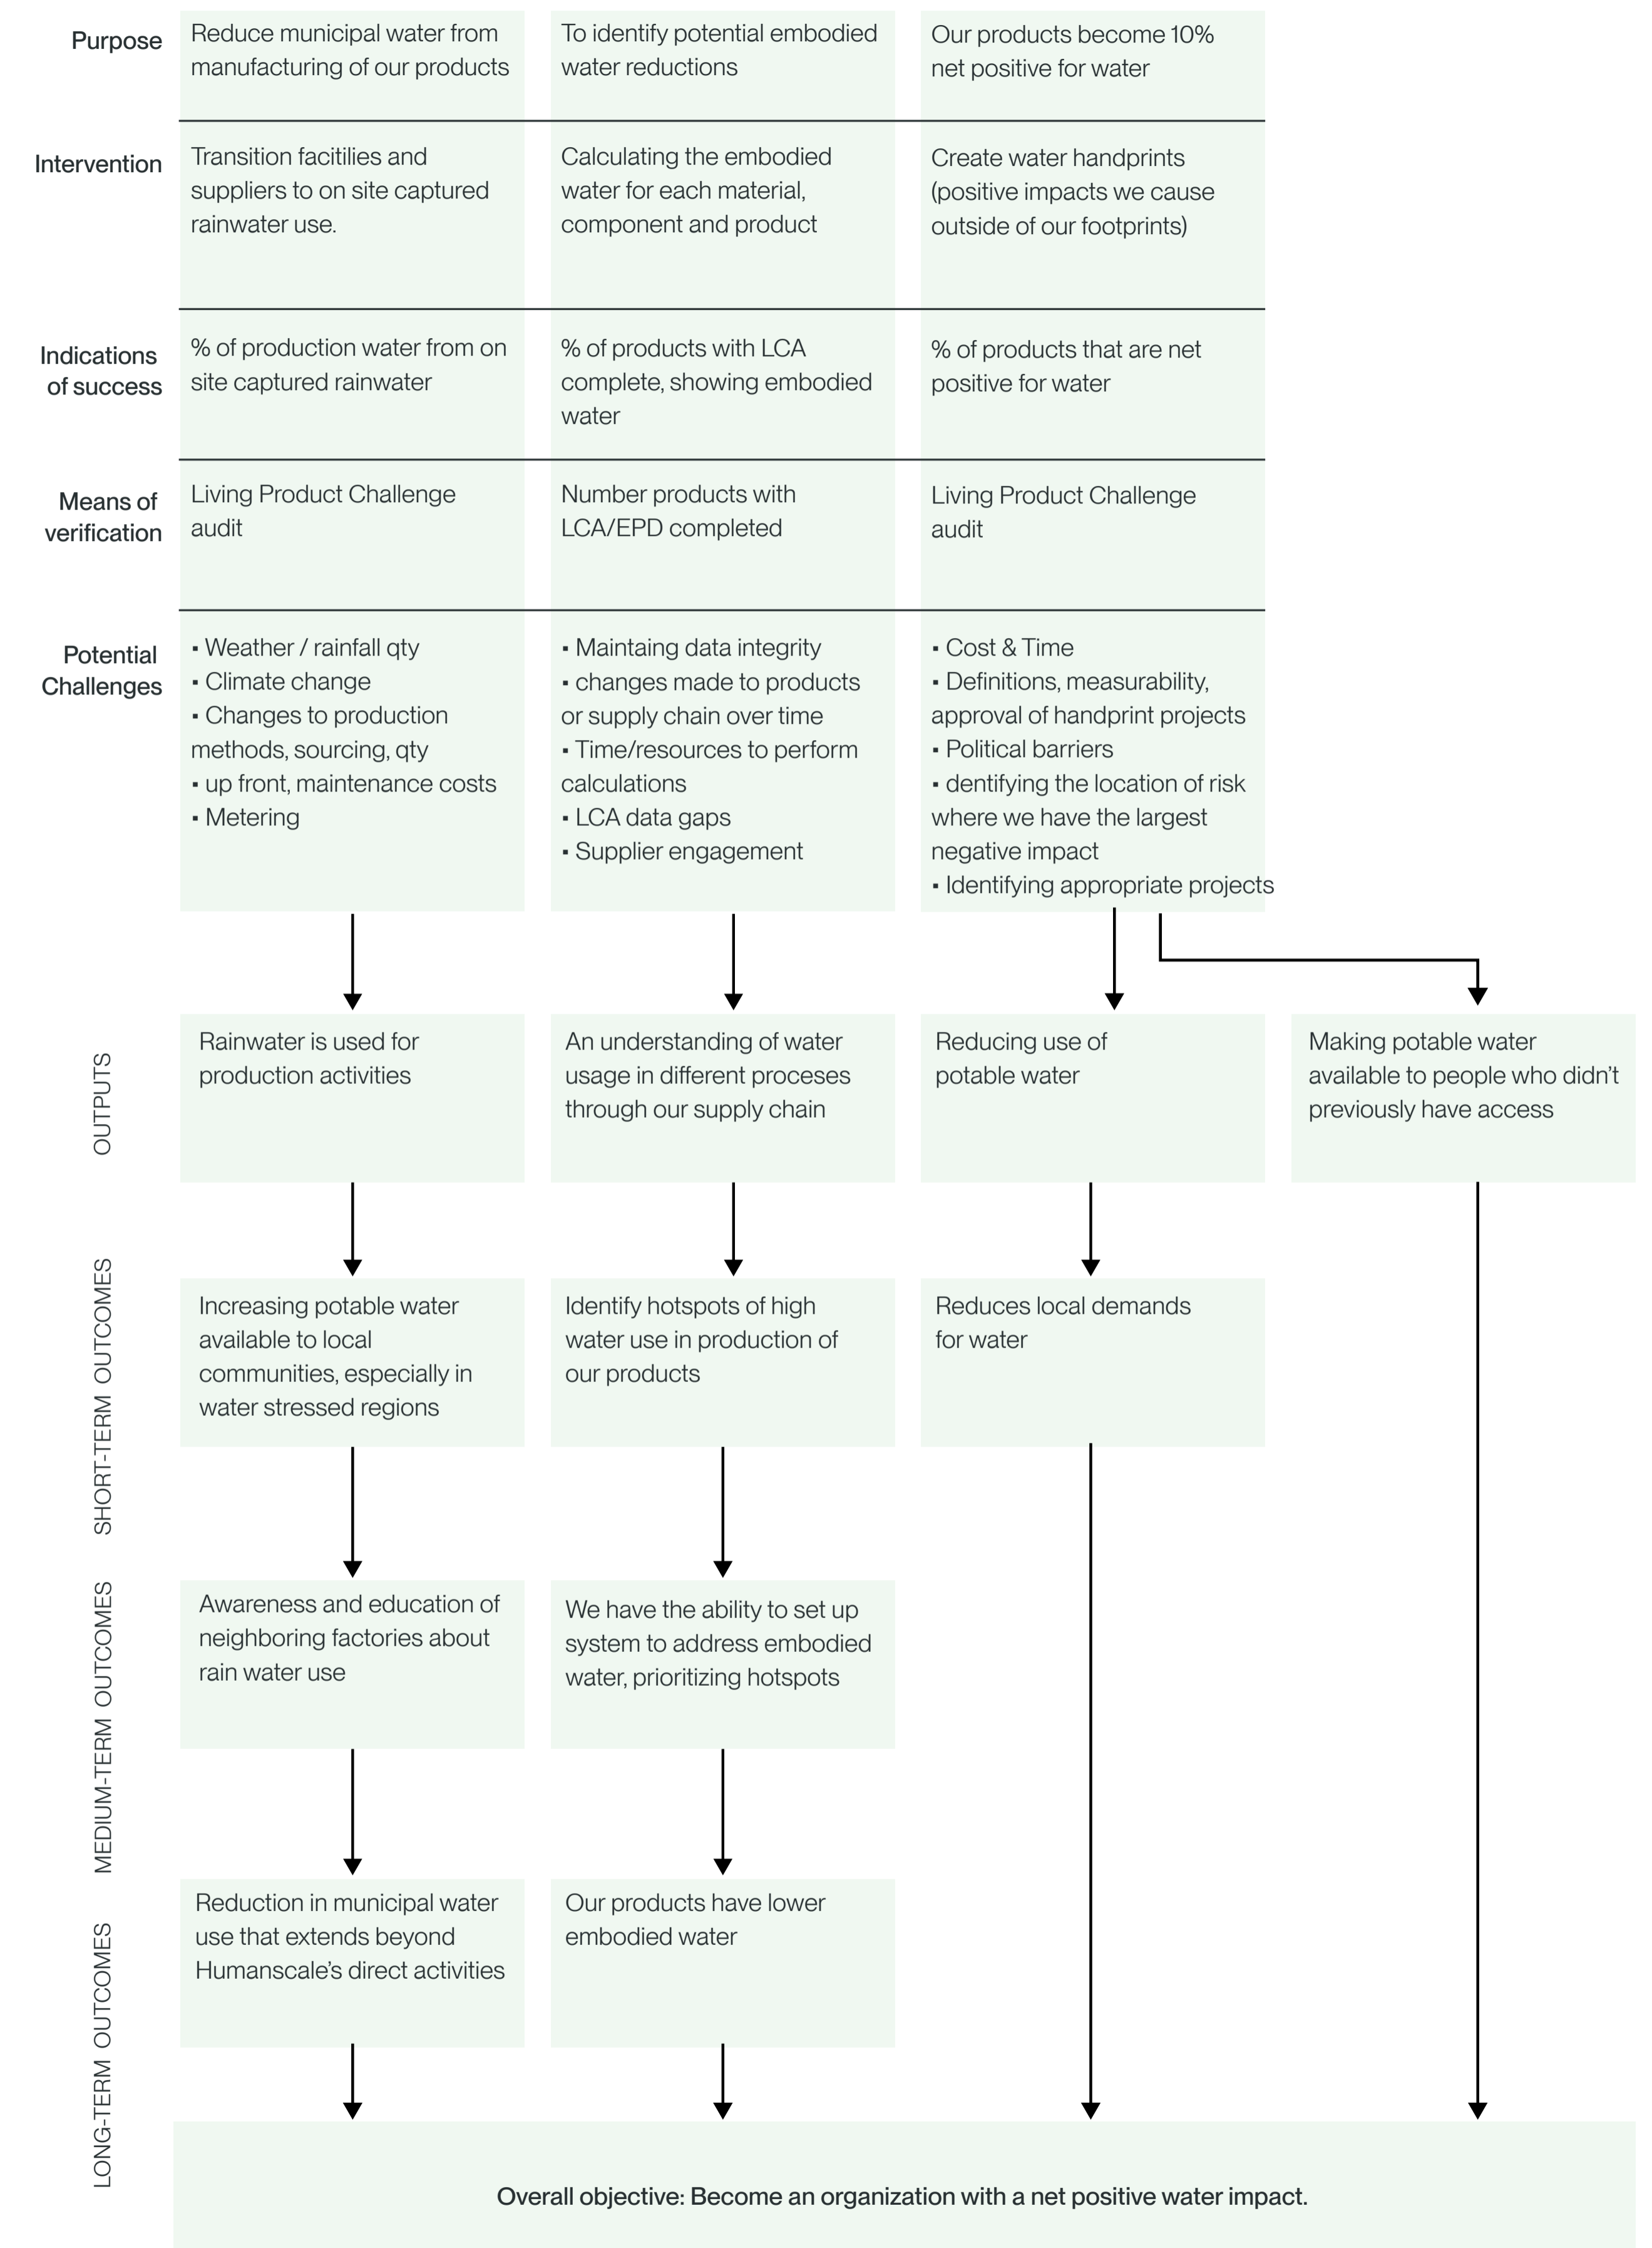 Purpose
Reduce municipal water from
manufacturing of our products
To identify potential embodied
water reductions
Our products become 10%
net positive for water
Intervention
Transition facitilies and
suppliers to on site captured
rainwater use.
Calculating the embodied
water for each material,
component and product
Create water handprints
(positive impacts we cause
outside of our footprints)
Indications
of success
% of production water from on
site captured rainwater
% of products with LCA
complete, showing embodied
water
% of products that are net
positive for water
Means of
verification
Living Product Challenge
audit
Number products with
LCA/EPD completed
Living Product Challenge
audit
Potential
Challenges
▪ Weather / rainfall qty
▪ Climate change
▪ Changes to production
methods, sourcing, qty
▪ up front, maintenance costs
▪ Metering
▪ Maintaing data integrity
▪ changes made to products
or supply chain over time
▪ Time/resources to perform
calculations
▪ LCA data gaps
▪ Supplier engagement
▪ Cost & Time
▪ Definitions, measurability,
approval of handprint projects
▪ Political barriers
▪ dentifying the location of risk
where we have the largest
negative impact
▪ Identifying appropriate projects
OUTPUTS
Rainwater is used for
production activities
An understanding of water
usage in different proceses
through our supply chain
Reducing use of
potable water
Making potable water
available to people who didn't
previously have access
SHORT-TERM OUTCOMES
Increasing potable water
available to local
communities, especially in
water stressed regions
Identify hotspots of high
water use in production of
our products
Reduces local demands
for water
MEDIUM-TERM OUTCOMES
Awareness and education of
neighboring factories about
rain water use
We have the ability to set up
system to address embodied
water, prioritizing hotspots
LONG-TERM OUTCOMES
Reduction in municipal water
use that extends beyond
Humanscale's direct activities
Our products have lower
embodied water
Overall objective: Become an organization with a net positive water impact.